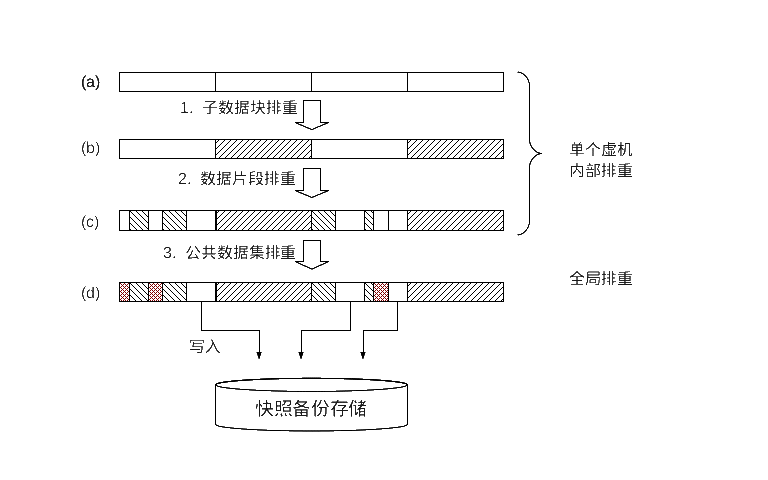 (a)
1. 子数据块排重
(b)
单个虚机
内部排重
2. 数据片段排重
(c)
3. 公共数据集排重
全局排重
(d)
写入
快照备份存储